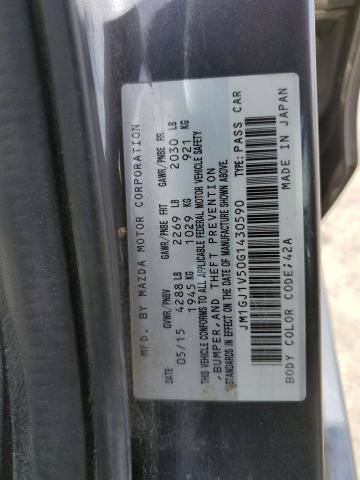 MFD. BY MAZDA MOTOR CORPORATION
DATE GVWR/PNBV GAWR/PNBE FRT GAWR/PNBE RR
05/15 4288 LB 2269 LB 2030 LB
1945 KG 1029 KG 921 KG
THIS VEHICLE CONFORMS TO ALL APPLICABLE FEDERAL MOTOR VEHICLE SAFETY
, BUMPER, AND THEFT PREVENTION
STANDARDS IN EFFECT ON THE DATE OF MANUFACTURE SHOWN ABOVE.
JM1GJ1V50G1430590 TYPE: PASS CAR
BODY COLOR CODE; 42A MADE IN JAPAN